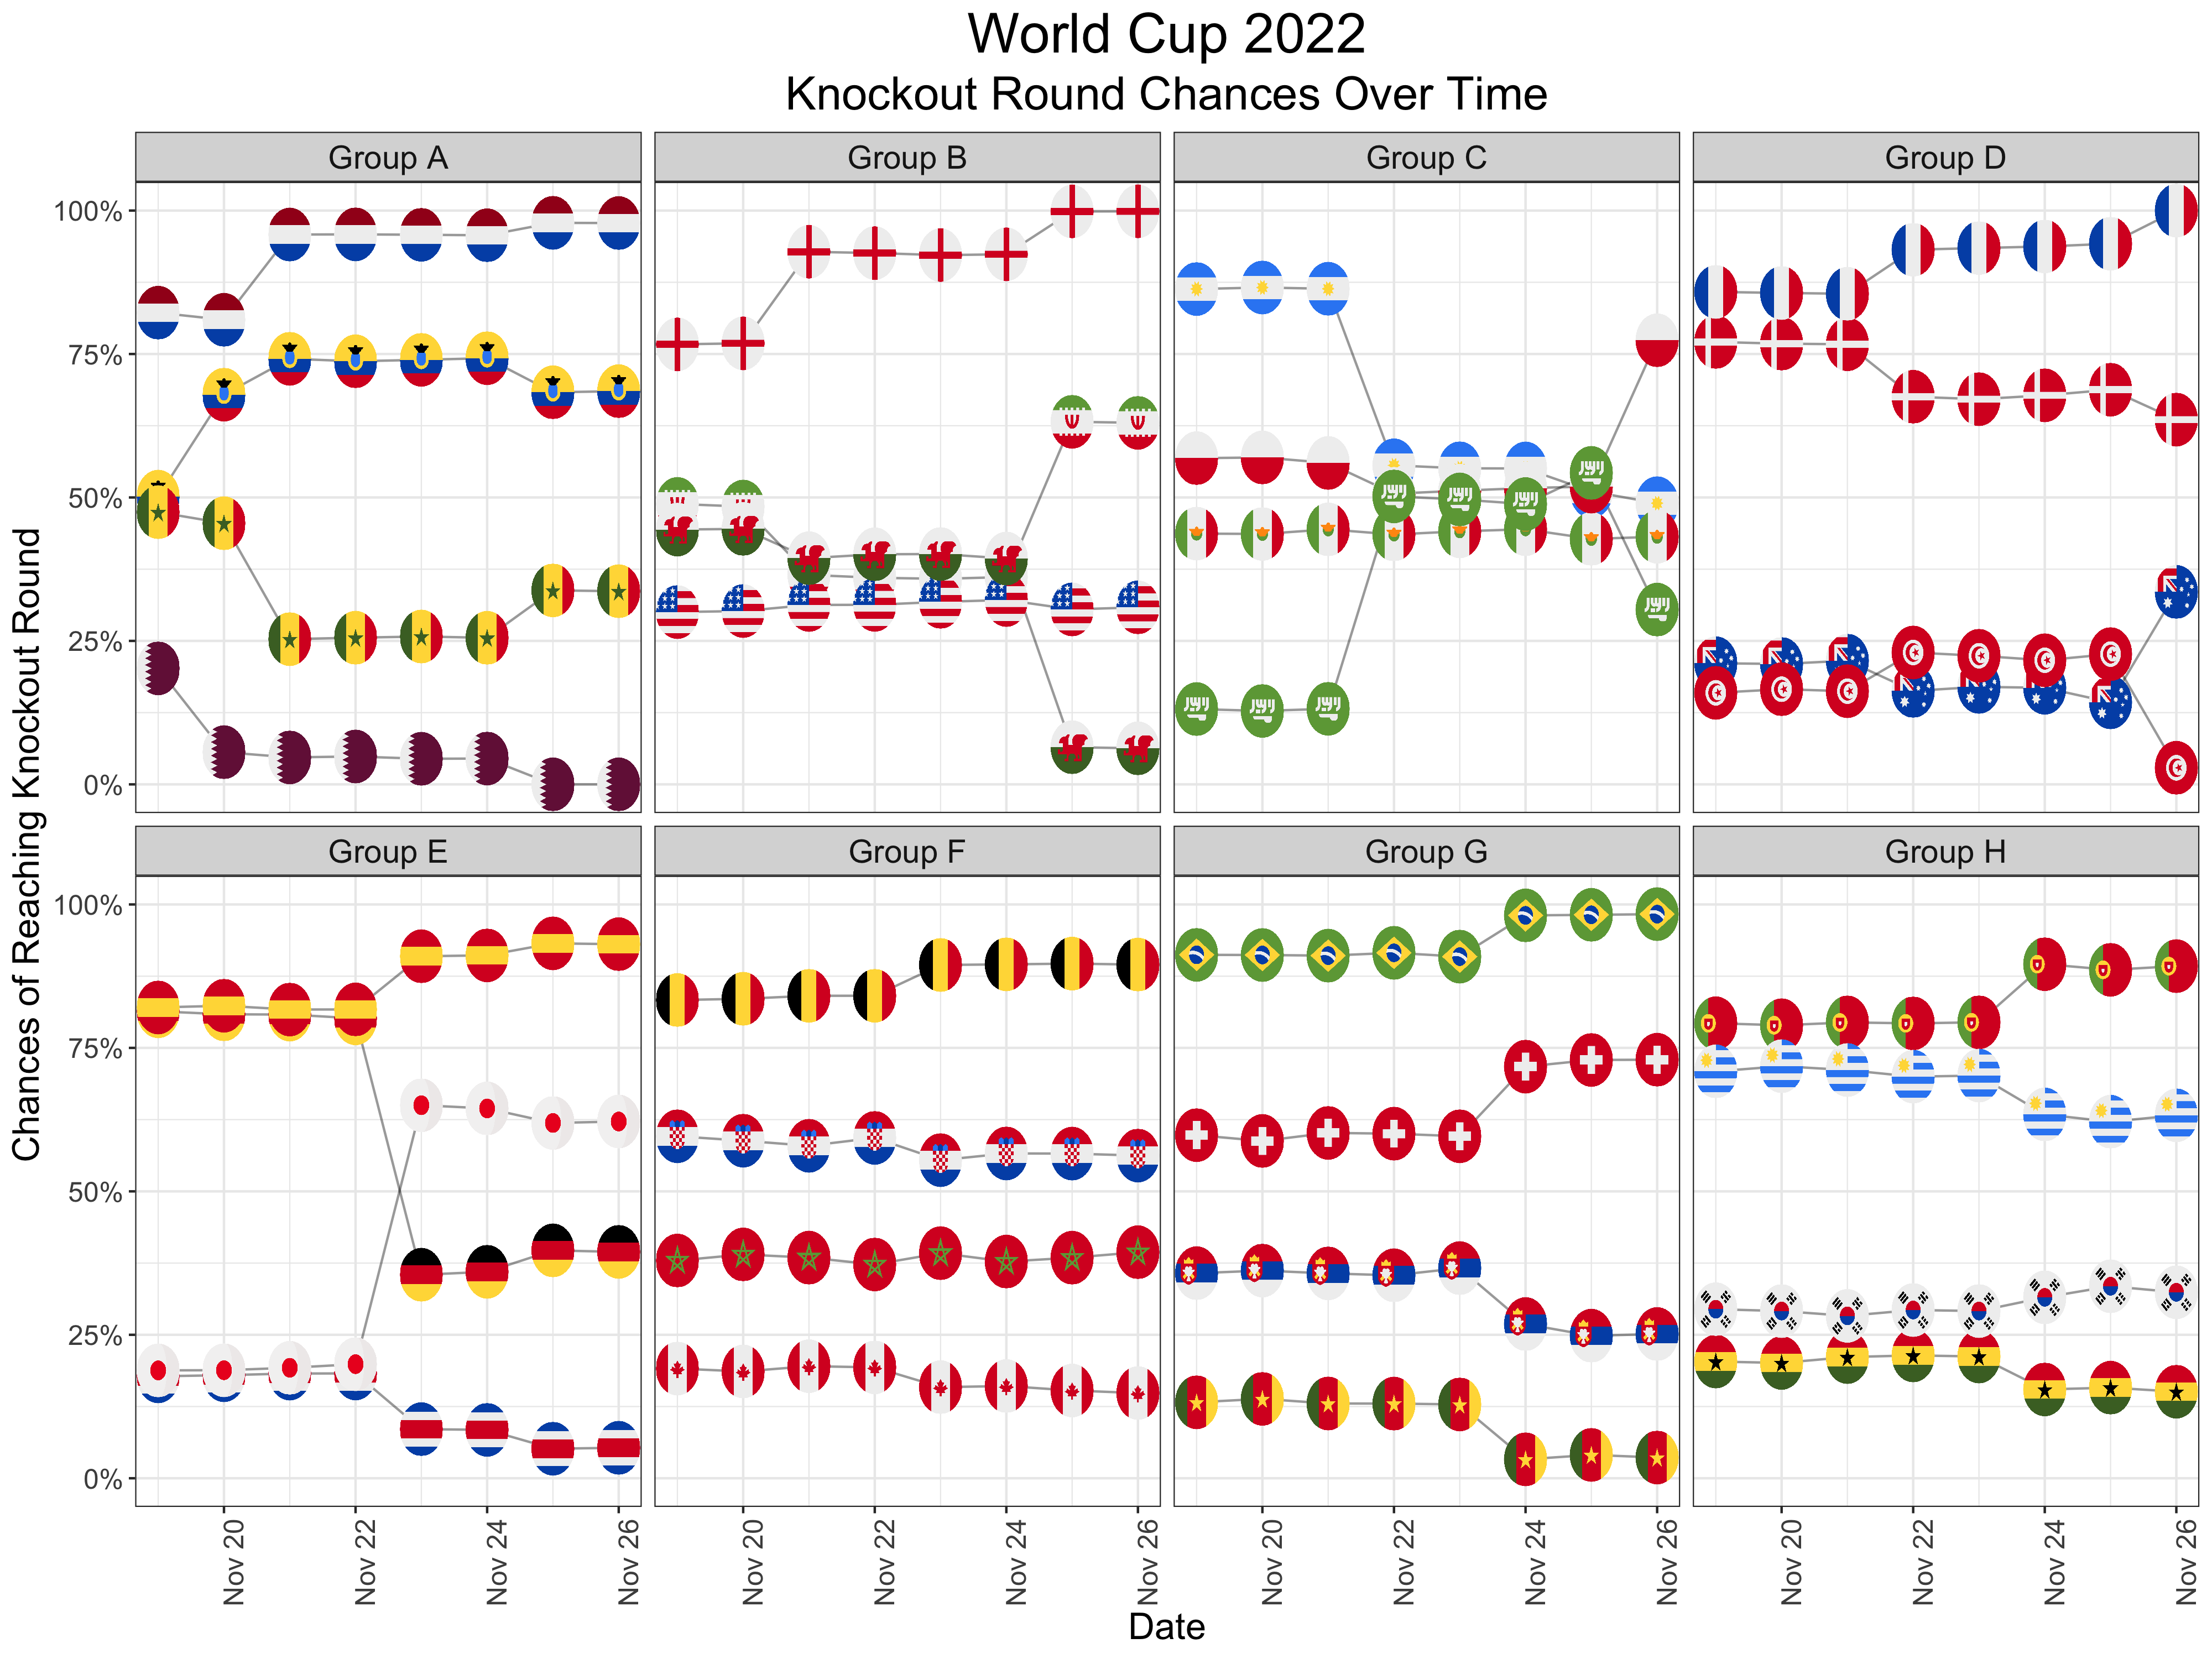 World Cup 2022
Knockout Round Chances Over Time
Group A
Group B
Group C
Group D
100%
75%
50%
25%
0%
Chances of Reaching Knockout Round
Group E
Group F
Group G
Group H
100%
75%
50%
25%
0%
Nov 20
Nov 22
Nov 24
Nov 26
Nov 20
Nov 22
Nov 24
Nov 26
Nov 20
Nov 22
Nov 24
Nov 26
Nov 20
Nov 22
Nov 24
Nov 26
Date